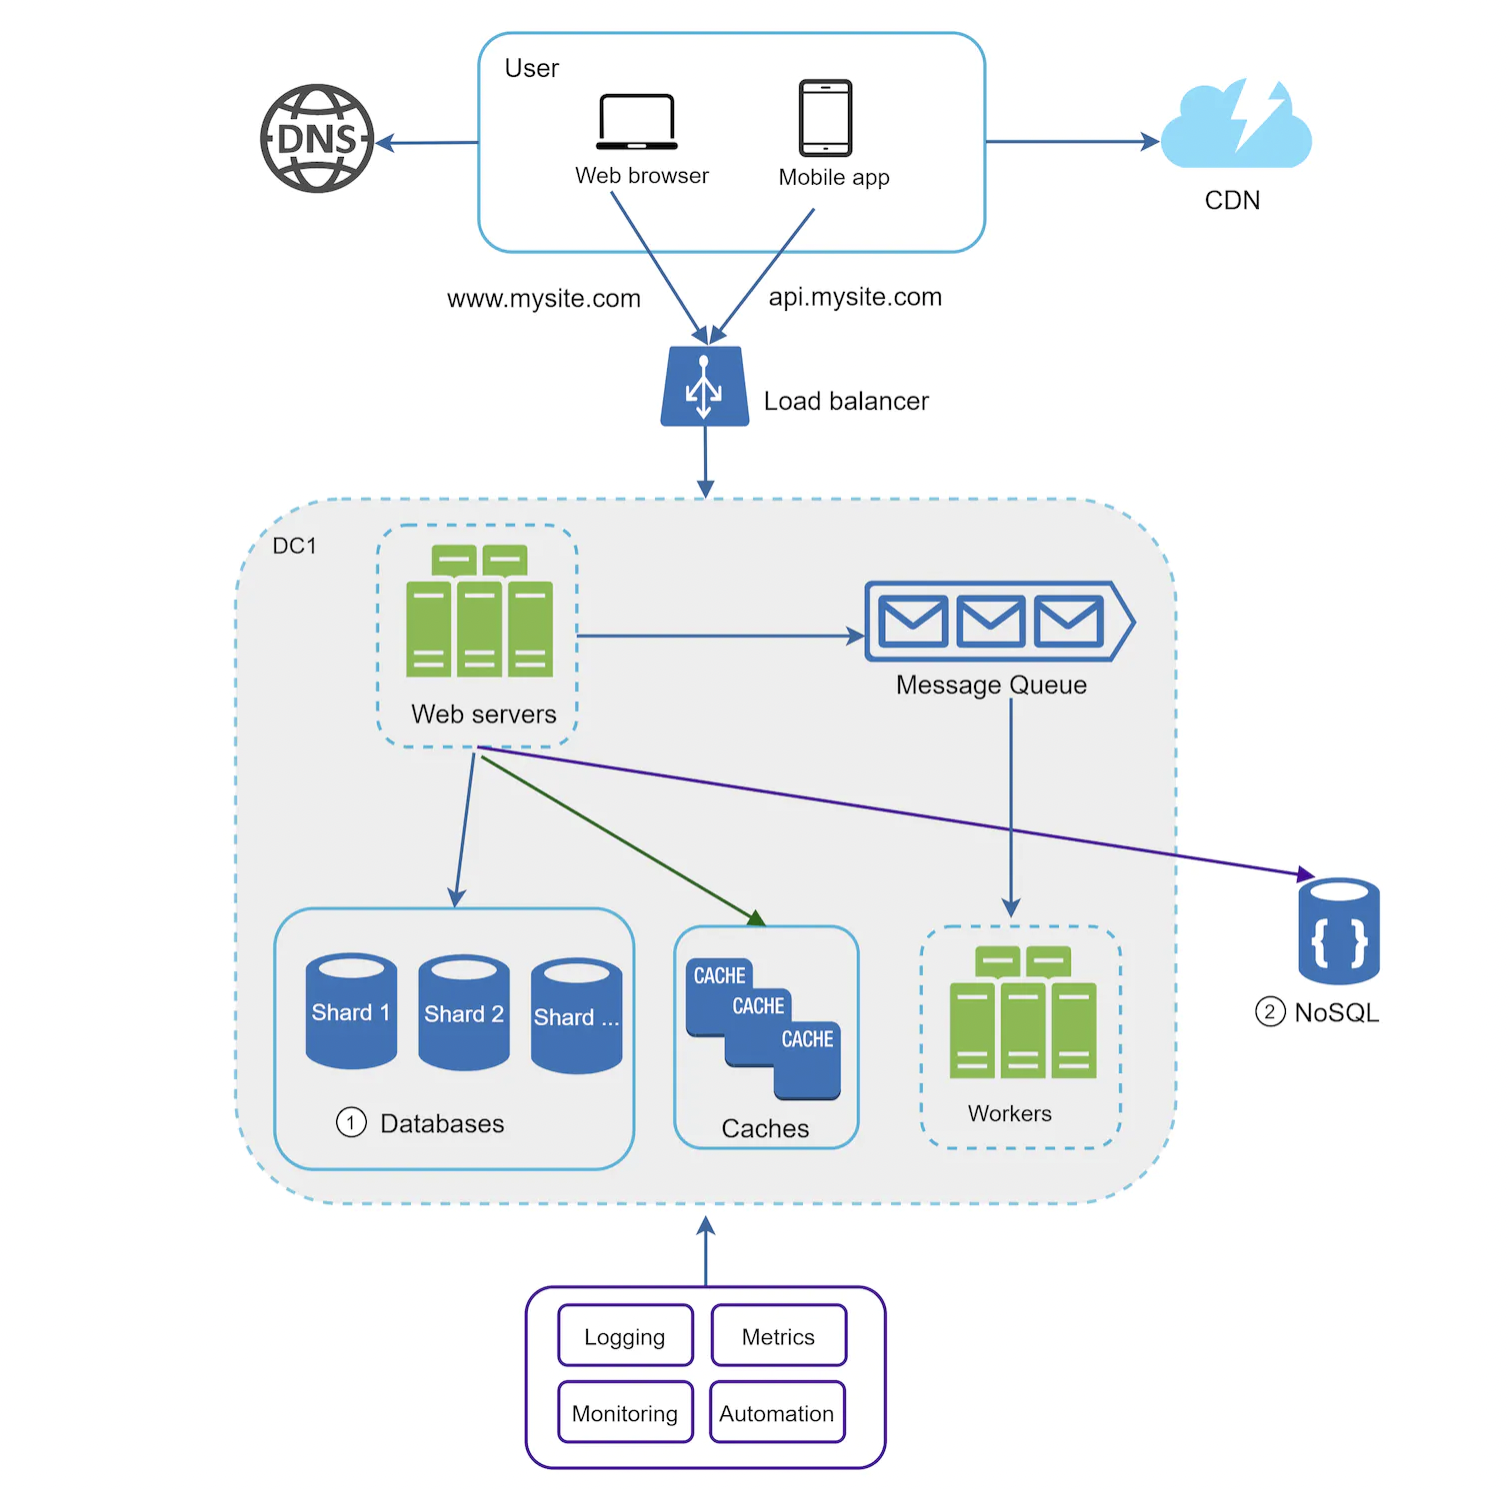 User
DNS
Web browser
Mobile app
CDN
www.mysite.com
api.mysite.com
Load balancer
DC1
Web servers
Message Queue
Shard 1
Shard 2
Shard ...
① Databases
CACHE
CACHE
CACHE
Caches
Workers
② NoSQL
Logging
Metrics
Monitoring
Automation